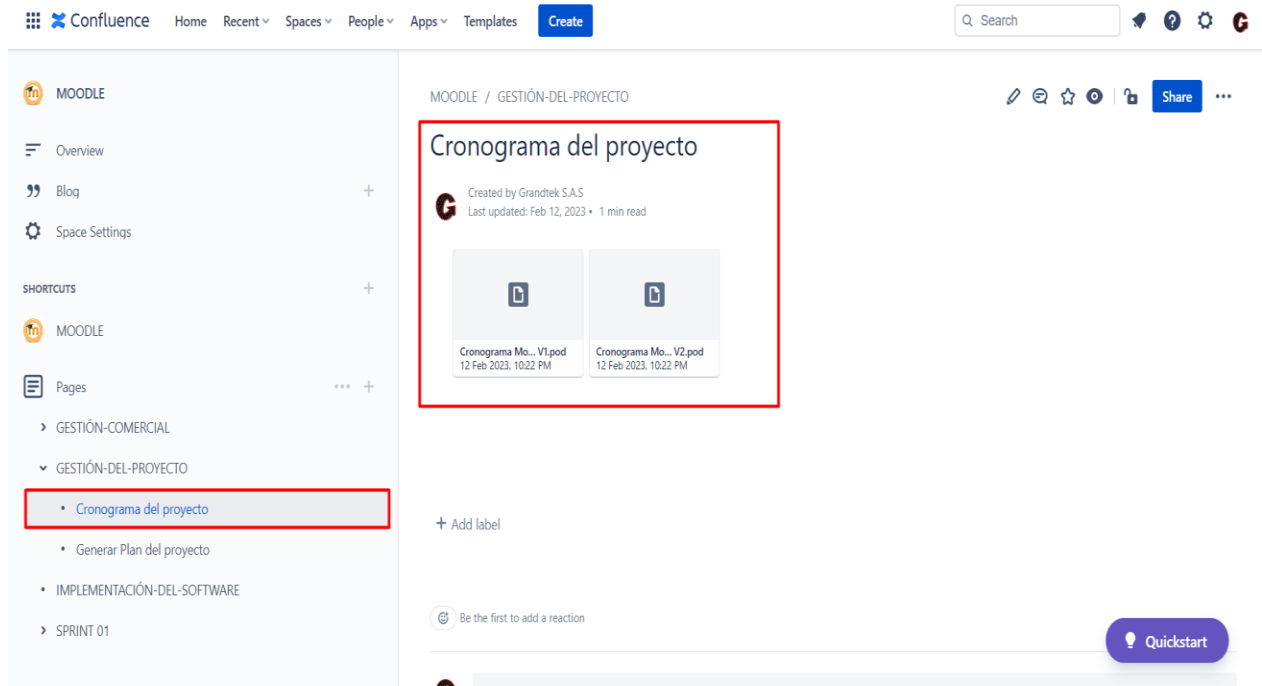 Confluence Home Recent Spaces People Apps Templates Create Search
MOODLE
Overview
Blog
Space Settings
SHORTCUTS
MOODLE
Pages
GESTIÓN-COMERCIAL
GESTIÓN-DEL-PROYECTO
Cronograma del proyecto
Generar Plan del proyecto
IMPLEMENTACIÓN-DEL-SOFTWARE
SPRINT 01
MOODLE / GESTIÓN-DEL-PROYECTO
Share
Cronograma del proyecto
Created by Grandtek S.A.S
Last updated: Feb 12, 2023 • 1 min read
Cronograma Mo... V1.pod
12 Feb 2023, 10:22 PM
Cronograma Mo... V2.pod
12 Feb 2023, 10:22 PM
+ Add label
Be the first to add a reaction
Quickstart